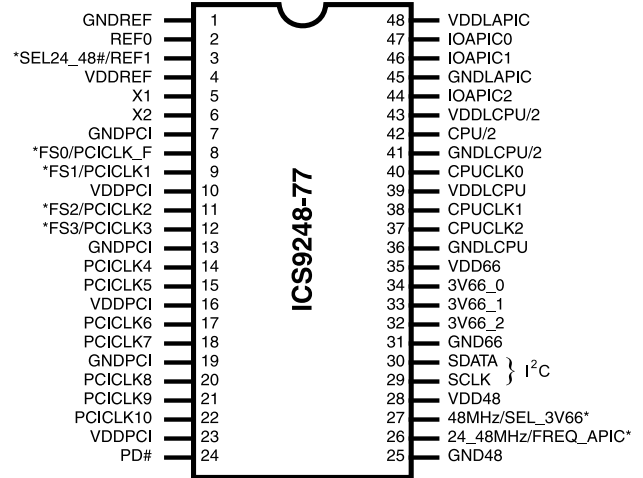 GNDREF 1 48 VDDLAPIC
REF0 2 47 IOAPIC0
*SEL24_48#/REF1 3 46 IOAPIC1
VDDREF 4 45 GNDLAPIC
X1 5 44 IOAPIC2
X2 6 43 VDDLCPU/2
GNDPCI 7 42 CPU/2
*FS0/PCICLK_F 8 41 GNDLCPU/2
*FS1/PCICLK1 9 40 CPUCLK0
VDDPCI 10 39 VDDLCPU
*FS2/PCICLK2 11 38 CPUCLK1
*FS3/PCICLK3 12 37 CPUCLK2
GNDPCI 13 36 GNDLCPU
PCICLK4 14 35 VDD66
PCICLK5 15 34 3V66_0
VDDPCI 16 33 3V66_1
PCICLK6 17 32 3V66_2
PCICLK7 18 31 GND66
GNDPCI 19 30 SDATA
PCICLK8 20 29 SCLK
} I²C
PCICLK9 21 28 VDD48
PCICLK10 22 27 48MHz/SEL_3V66*
VDDPCI 23 26 24_48MHz/FREQ_APIC*
PD# 24 25 GND48
ICS9248-77